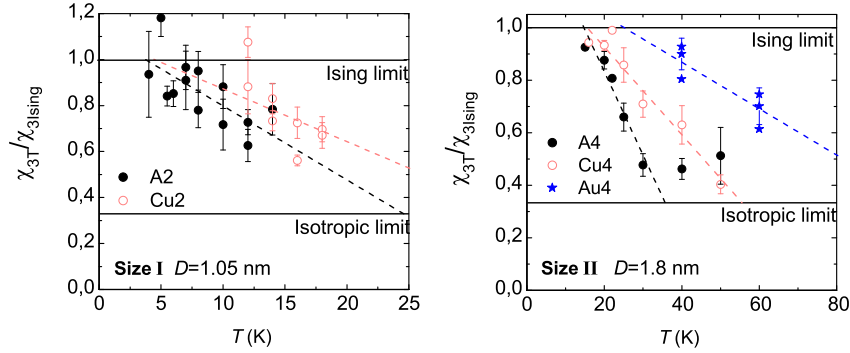 1,2
1,0
0,8
0,6
0,4
0,2
0,0
χ3T/χ3Ising
Ising limit
A2
Cu2
Isotropic limit
Size I D=1.05 nm
0 5 10 15 20 25
T (K)
1,0
0,8
0,6
0,4
0,2
0,0
χ3T/χ3Ising
Ising limit
A4
Cu4
Au4
Isotropic limit
Size II D=1.8 nm
0 20 40 60 80
T (K)